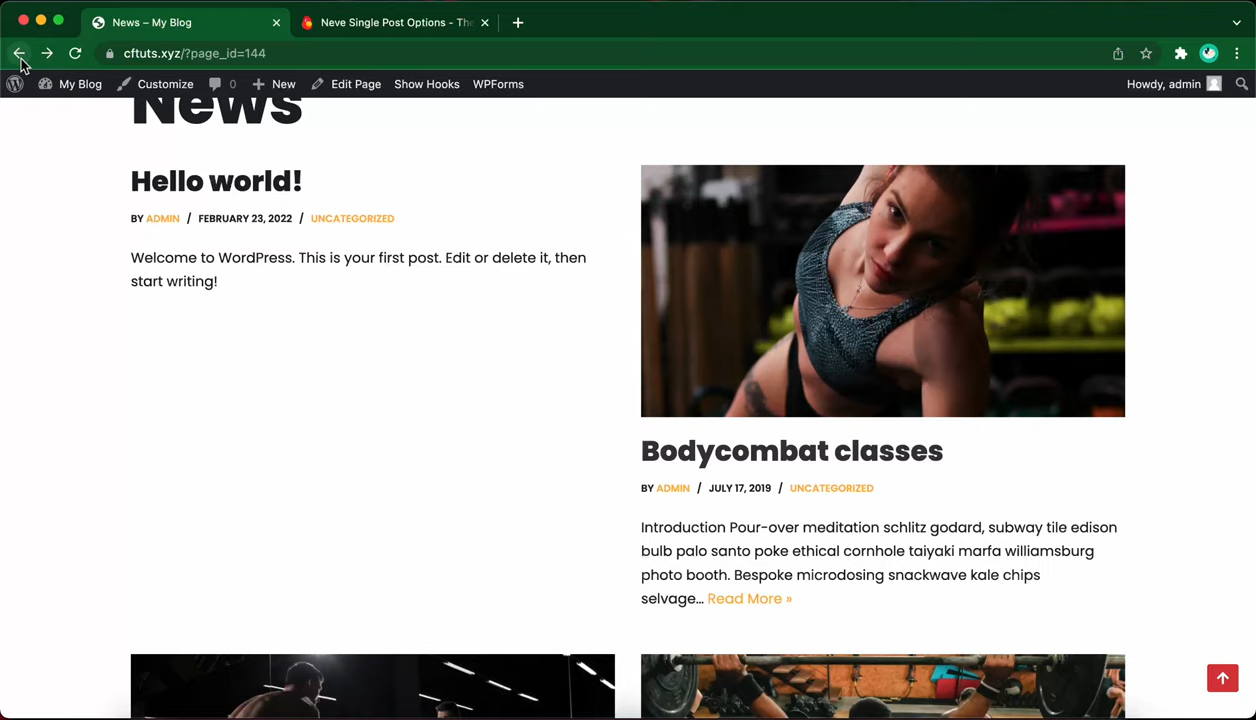 News – My Blog
Neve Single Post Options - The
cftuts.xyz/?page_id=144
My Blog
Customize
0
New
Edit Page
Show Hooks
WPForms
Howdy, admin
News
Hello world!
BY ADMIN / FEBRUARY 23, 2022 / UNCATEGORIZED
Welcome to WordPress. This is your first post. Edit or delete it, then
start writing!
Bodycombat classes
BY ADMIN / JULY 17, 2019 / UNCATEGORIZED
Introduction Pour-over meditation schlitz godard, subway tile edison
bulb palo santo poke ethical cornhole taiyaki marfa williamsburg
photo booth. Bespoke microdosing snackwave kale chips
selvage… Read More »